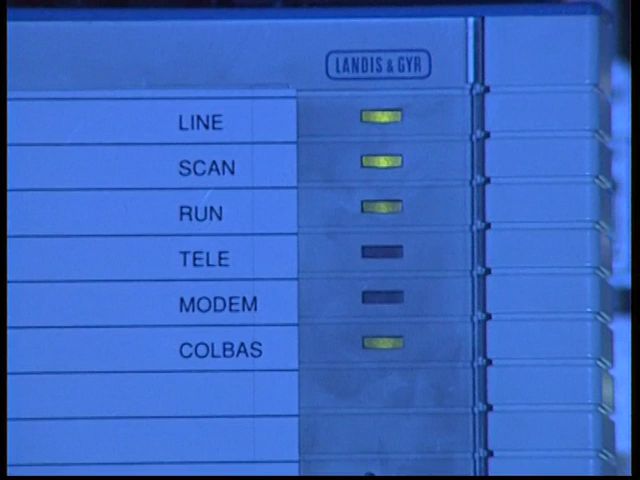 LANDIS & GYR
LINE
SCAN
RUN
TELE
MODEM
COLBAS